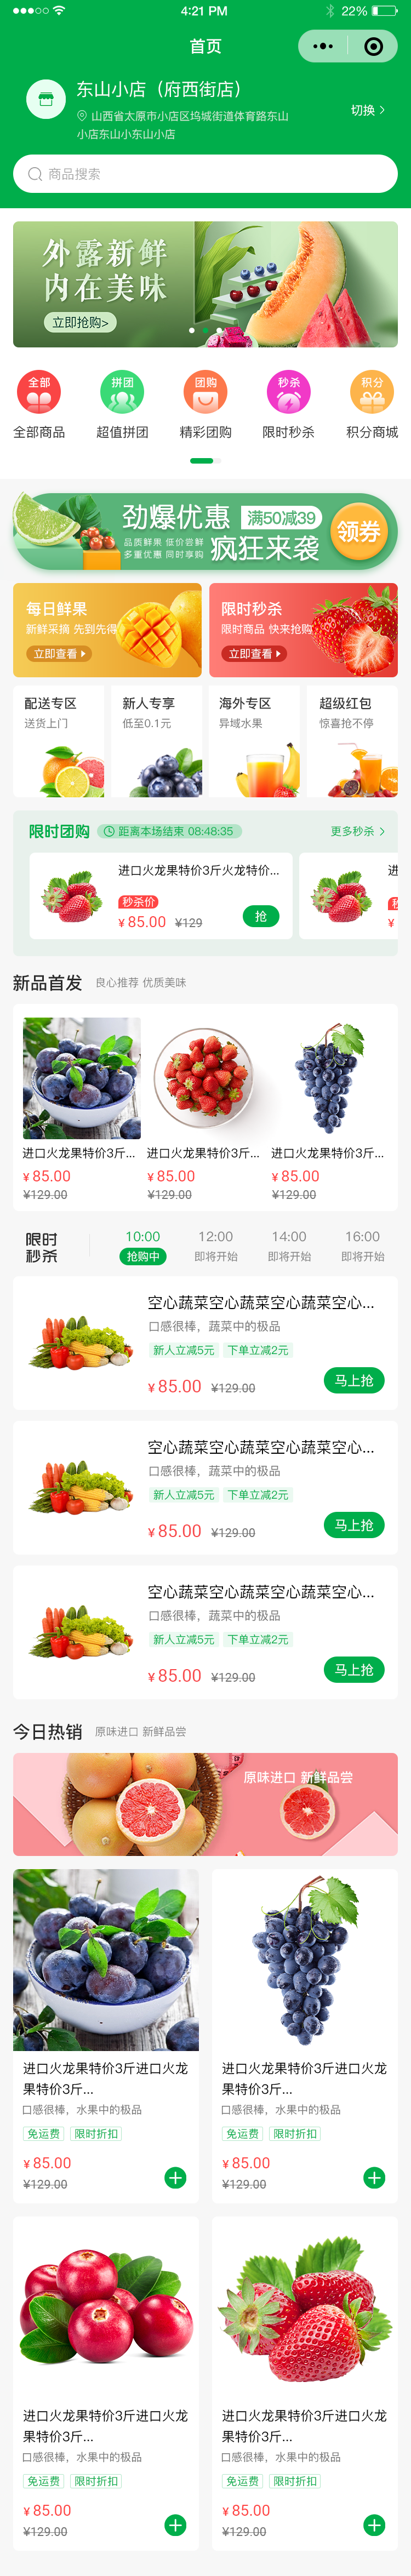 4:21 PM
22%
首页
东山小店（府西街店）
山西省太原市小店区坞城街道体育路东山
小店东山小东山小店
切换
商品搜索
外露新鲜
内在美味
立即抢购>
全部
拼团
团购
秒杀
积分
全部商品
超值拼团
精彩团购
限时秒杀
积分商城
劲爆优惠
满50减39
品质鲜果 低价尝鲜
多重优惠 同时享购
疯狂来袭
领券
每日鲜果
新鲜采摘 先到先得
立即查看
限时秒杀
限时商品 快来抢购
立即查看
配送专区
送货上门
新人专享
低至0.1元
海外专区
异域水果
超级红包
惊喜抢不停
限时团购
距离本场结束 08:48:35
更多秒杀
进口火龙果特价3斤火龙特价...
秒杀价
¥ 85.00
¥129
抢
进
秒
¥
新品首发
良心推荐 优质美味
进口火龙果特价3斤...
¥ 85.00
¥129.00
进口火龙果特价3斤...
¥ 85.00
¥129.00
进口火龙果特价3斤...
¥ 85.00
¥129.00
限时
秒杀
10:00
抢购中
12:00
即将开始
14:00
即将开始
16:00
即将开始
空心蔬菜空心蔬菜空心蔬菜空心...
口感很棒，蔬菜中的极品
新人立减5元
下单立减2元
¥ 85.00
¥129.00
马上抢
空心蔬菜空心蔬菜空心蔬菜空心...
口感很棒，蔬菜中的极品
新人立减5元
下单立减2元
¥ 85.00
¥129.00
马上抢
空心蔬菜空心蔬菜空心蔬菜空心...
口感很棒，蔬菜中的极品
新人立减5元
下单立减2元
¥ 85.00
¥129.00
马上抢
今日热销
原味进口 新鲜品尝
原味进口 新鲜品尝
进口火龙果特价3斤进口火龙
果特价3斤...
口感很棒，水果中的极品
免运费
限时折扣
¥ 85.00
¥129.00
进口火龙果特价3斤进口火龙
果特价3斤...
口感很棒，水果中的极品
免运费
限时折扣
¥ 85.00
¥129.00
进口火龙果特价3斤进口火龙
果特价3斤...
口感很棒，水果中的极品
免运费
限时折扣
¥ 85.00
¥129.00
进口火龙果特价3斤进口火龙
果特价3斤...
口感很棒，水果中的极品
免运费
限时折扣
¥ 85.00
¥129.00